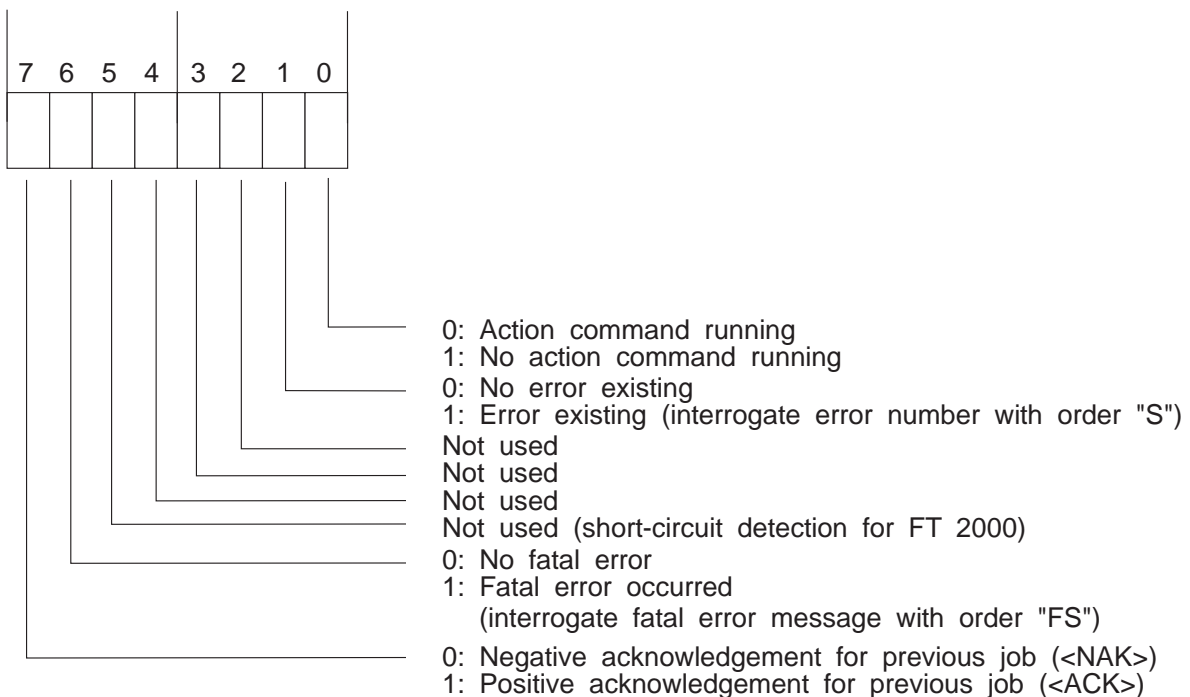 7 6 5 4 3 2 1 0
0: Action command running
1: No action command running
0: No error existing
1: Error existing (interrogate error number with order "S")
Not used
Not used
Not used
Not used (short-circuit detection for FT 2000)
0: No fatal error
1: Fatal error occurred
(interrogate fatal error message with order "FS")
0: Negative acknowledgement for previous job (<NAK>)
1: Positive acknowledgement for previous job (<ACK>)